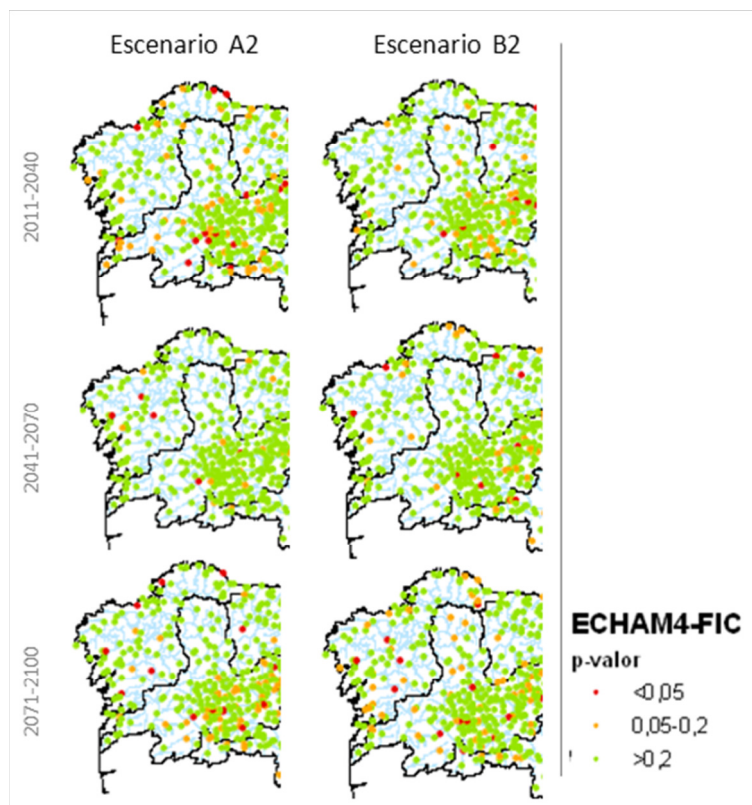 Escenario A2
Escenario B2
2011-2040
2041-2070
2071-2100
ECHAM4-FIC
p-valor
<0,05
0,05-0,2
>0,2